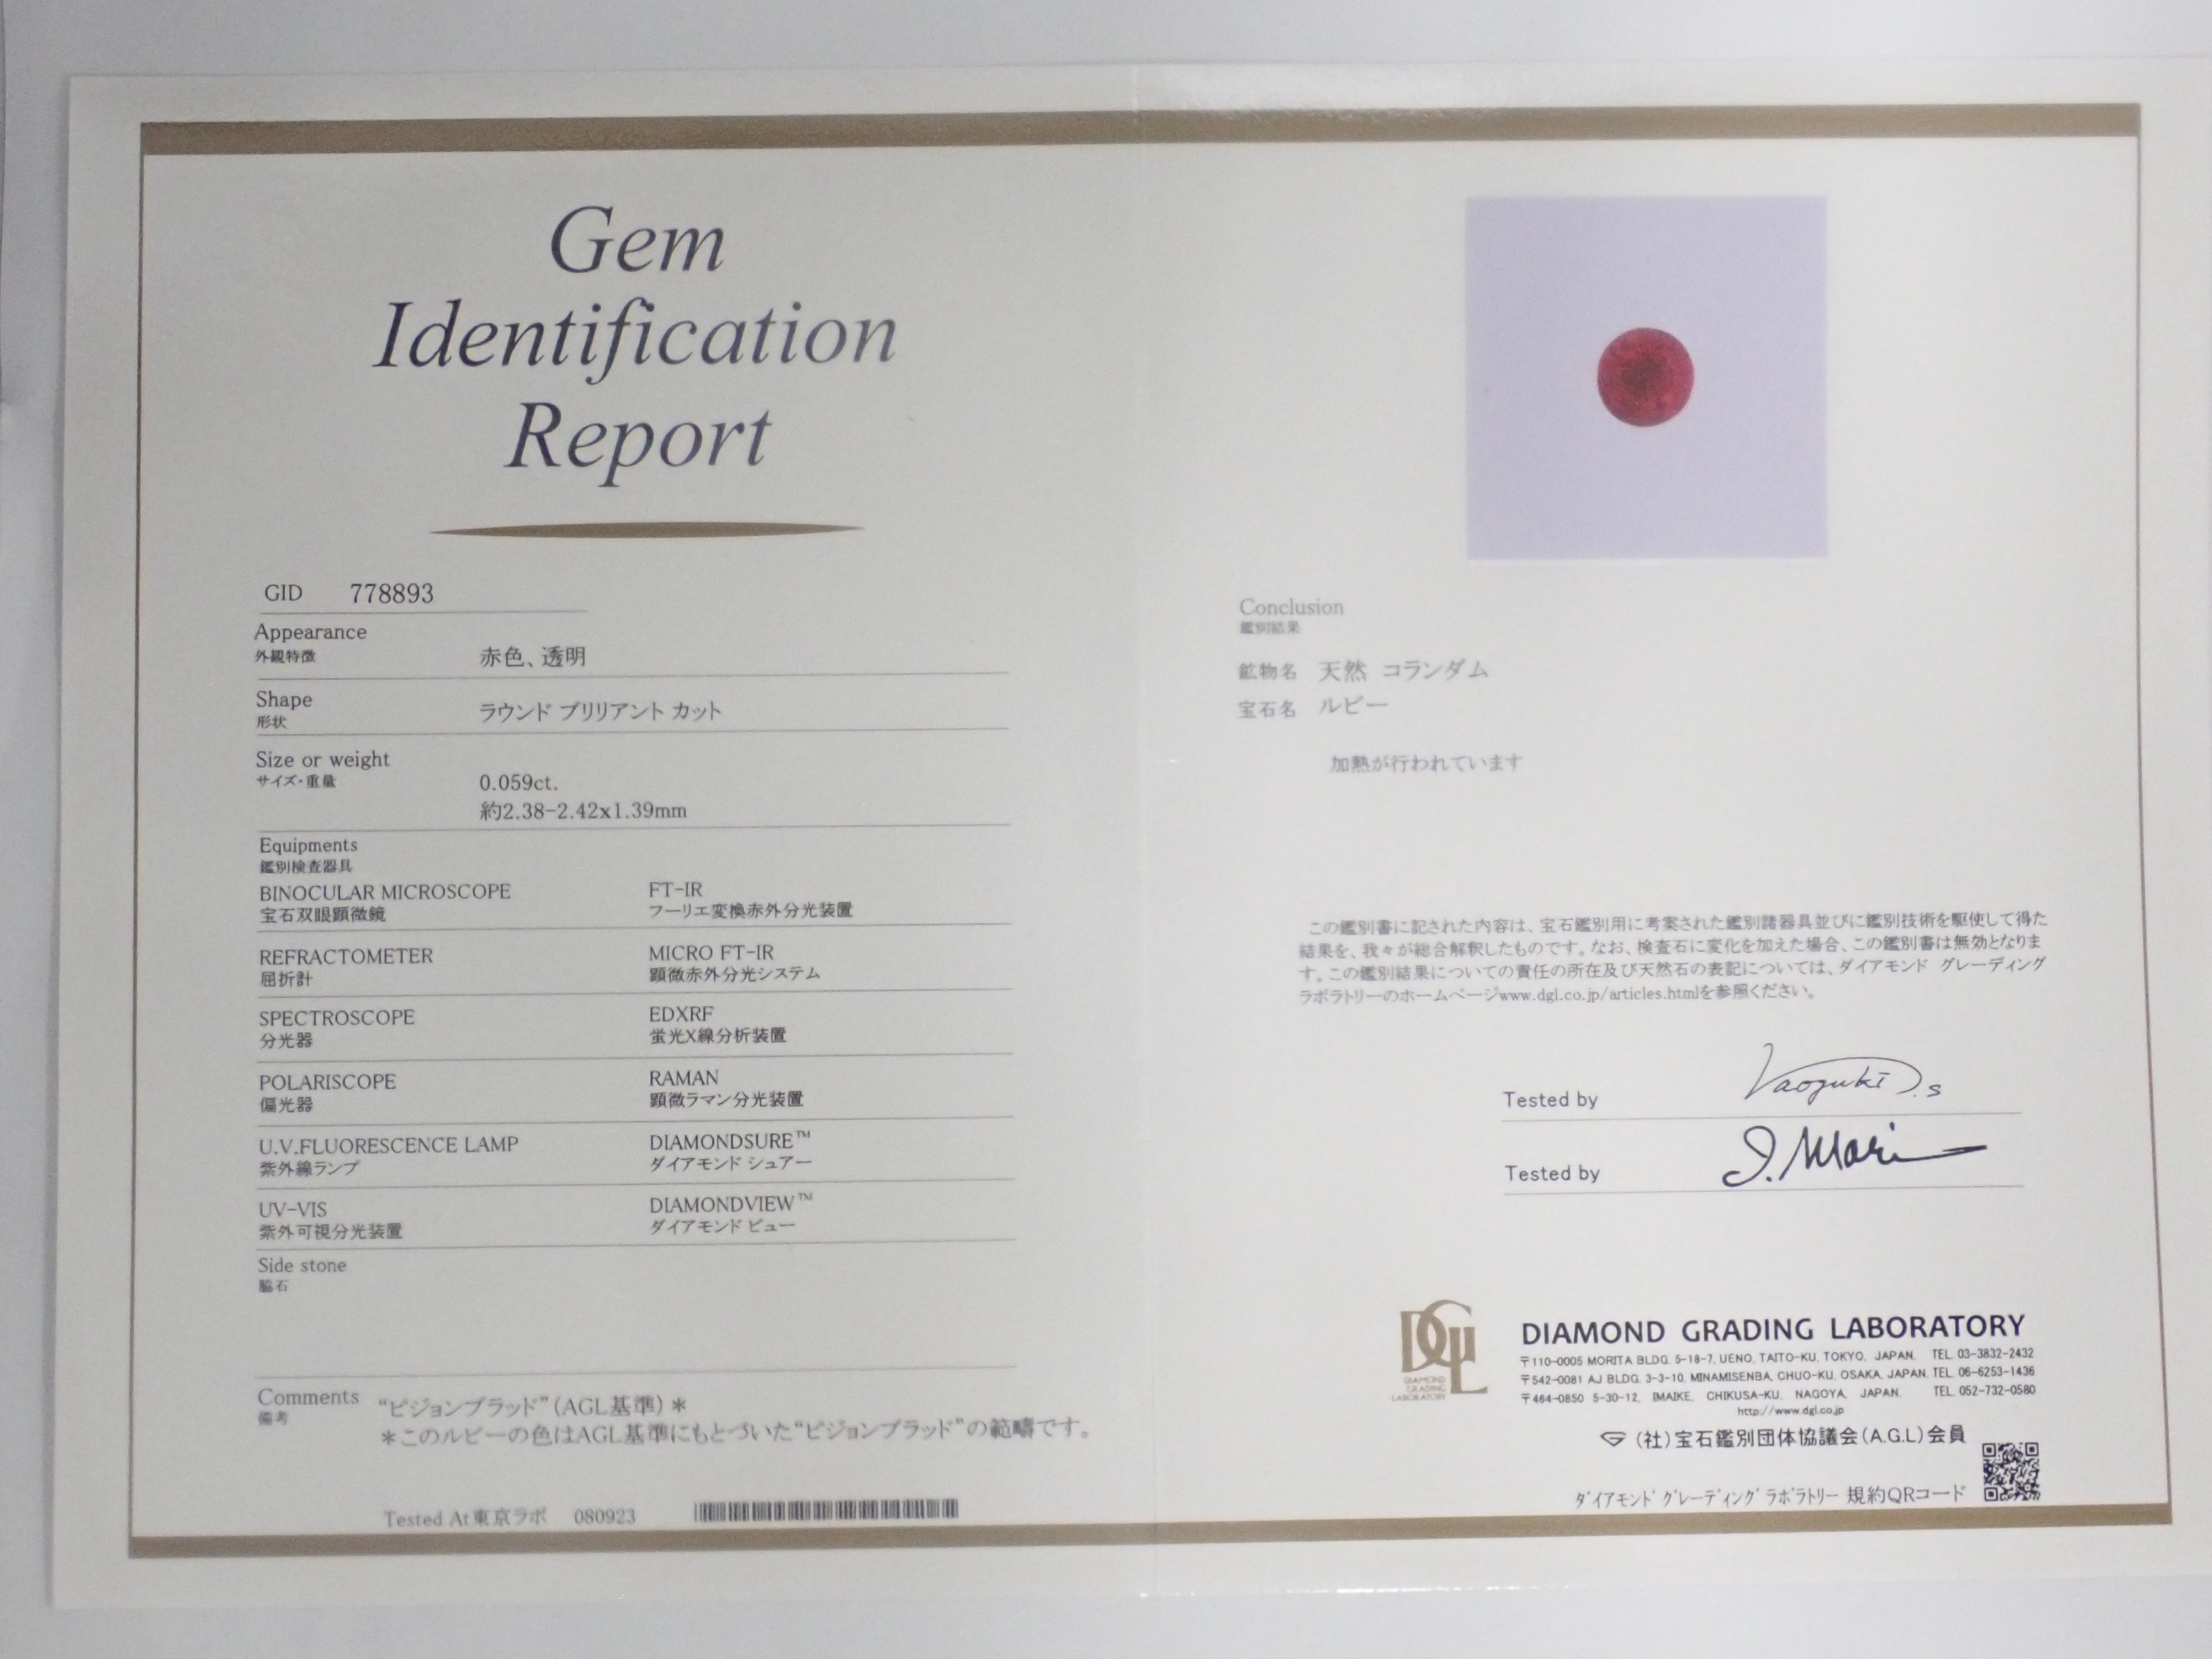 Gem
Identification
Report
GID 778893
Appearance
外観特徴 赤色、透明
Shape
形状 ラウンド ブリリアント カット
Size or weight
サイズ・重量 0.059ct.
約2.38-2.42x1.39mm
Equipments
鑑別検査器具
BINOCULAR MICROSCOPE FT-IR
宝石双眼顕微鏡 フーリエ変換赤外分光装置
REFRACTOMETER MICRO FT-IR
屈折計 顕微赤外分光システム
SPECTROSCOPE EDXRF
分光器 蛍光X線分析装置
POLARISCOPE RAMAN
偏光器 顕微ラマン分光装置
U.V.FLUORESCENCE LAMP DIAMONDSURE™
紫外線ランプ ダイアモンド シュアー
UV-VIS DIAMONDVIEW™
紫外可視分光装置 ダイアモンド ビュー
Side stone
脇石
Comments “ピジョンブラッド”(AGL基準)＊
備考 ＊このルビーの色はAGL基準にもとづいた“ピジョンブラッド”の範疇です。
Tested At東京ラボ 080923
Conclusion
鑑別結果
鉱物名 天然 コランダム
宝石名 ルビー
加熱が行われています
この鑑別書に記された内容は、宝石鑑別用に考案された鑑別諸器具並びに鑑別技術を駆使して得た
結果を、我々が総合解釈したものです。なお、検査石に変化を加えた場合、この鑑別書は無効となりま
す。この鑑別結果についての責任の所在及び天然石の表記については、ダイアモンド グレーディング
ラボラトリーのホームページwww.dgl.co.jp/articles.htmlを参照ください。
Tested by
Tested by I. Mori
DGL
DIAMOND
GRADING
LABORATORY
DIAMOND GRADING LABORATORY
〒110-0005 MORITA BLDG. 5-18-7, UENO, TAITO-KU, TOKYO, JAPAN. TEL. 03-3832-2432
〒542-0081 AJ BLDG. 3-3-10, MINAMISENBA, CHUO-KU, OSAKA, JAPAN. TEL. 06-6253-1436
〒464-0850 5-30-12, IMAIKE, CHIKUSA-KU, NAGOYA, JAPAN. TEL. 052-732-0580
http://www.dgl.co.jp
(社)宝石鑑別団体協議会(A.G.L)会員
ﾀﾞｲｱﾓﾝﾄﾞ ｸﾞﾚｰﾃﾞｨﾝｸﾞ ﾗﾎﾞﾗﾄﾘｰ 規約QRコード